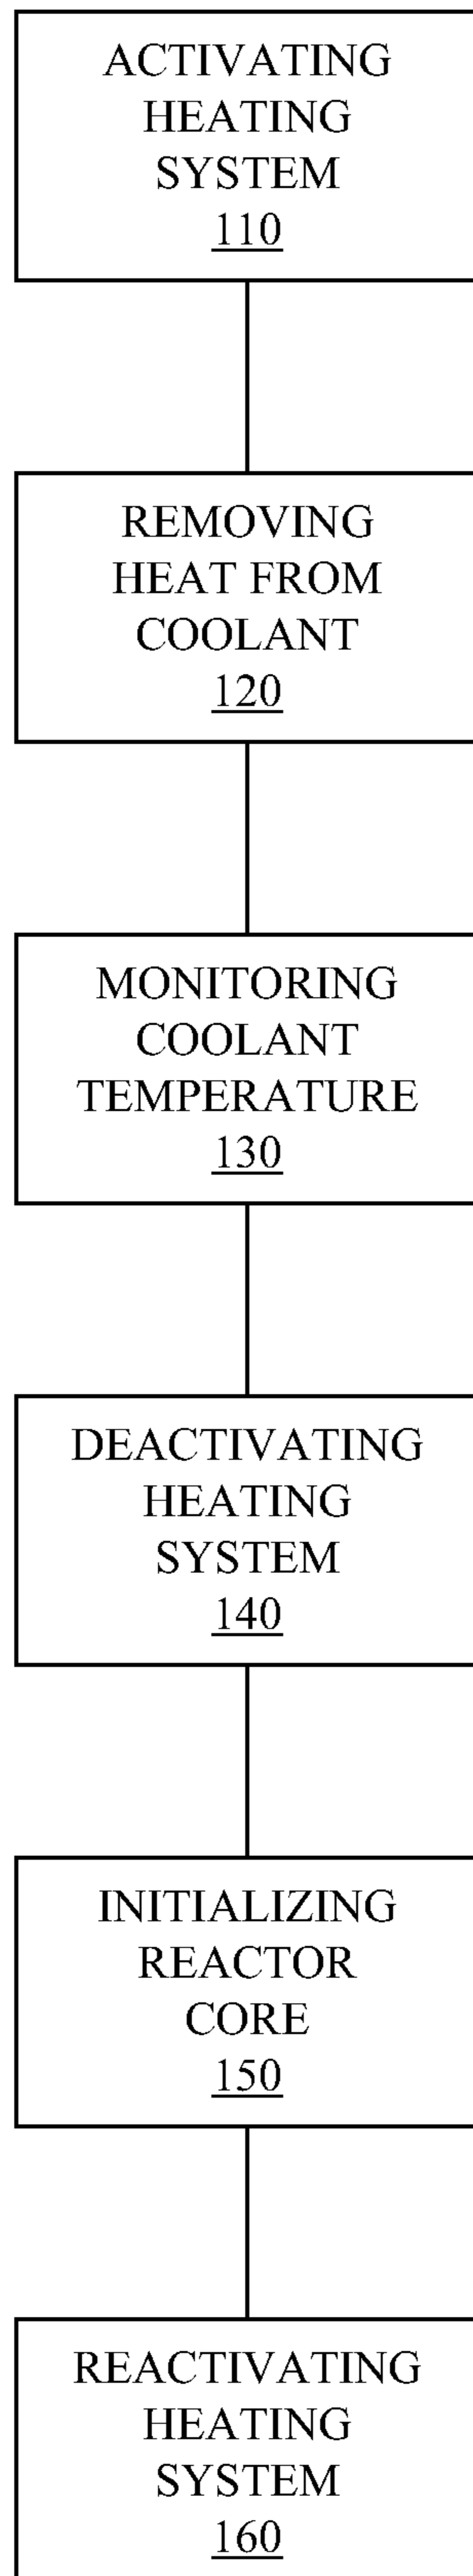 ACTIVATING
HEATING
SYSTEM
110
REMOVING
HEAT FROM
COOLANT
120
MONITORING
COOLANT
TEMPERATURE
130
DEACTIVATING
HEATING
SYSTEM
140
INITIALIZING
REACTOR
CORE
150
REACTIVATING
HEATING
SYSTEM
160